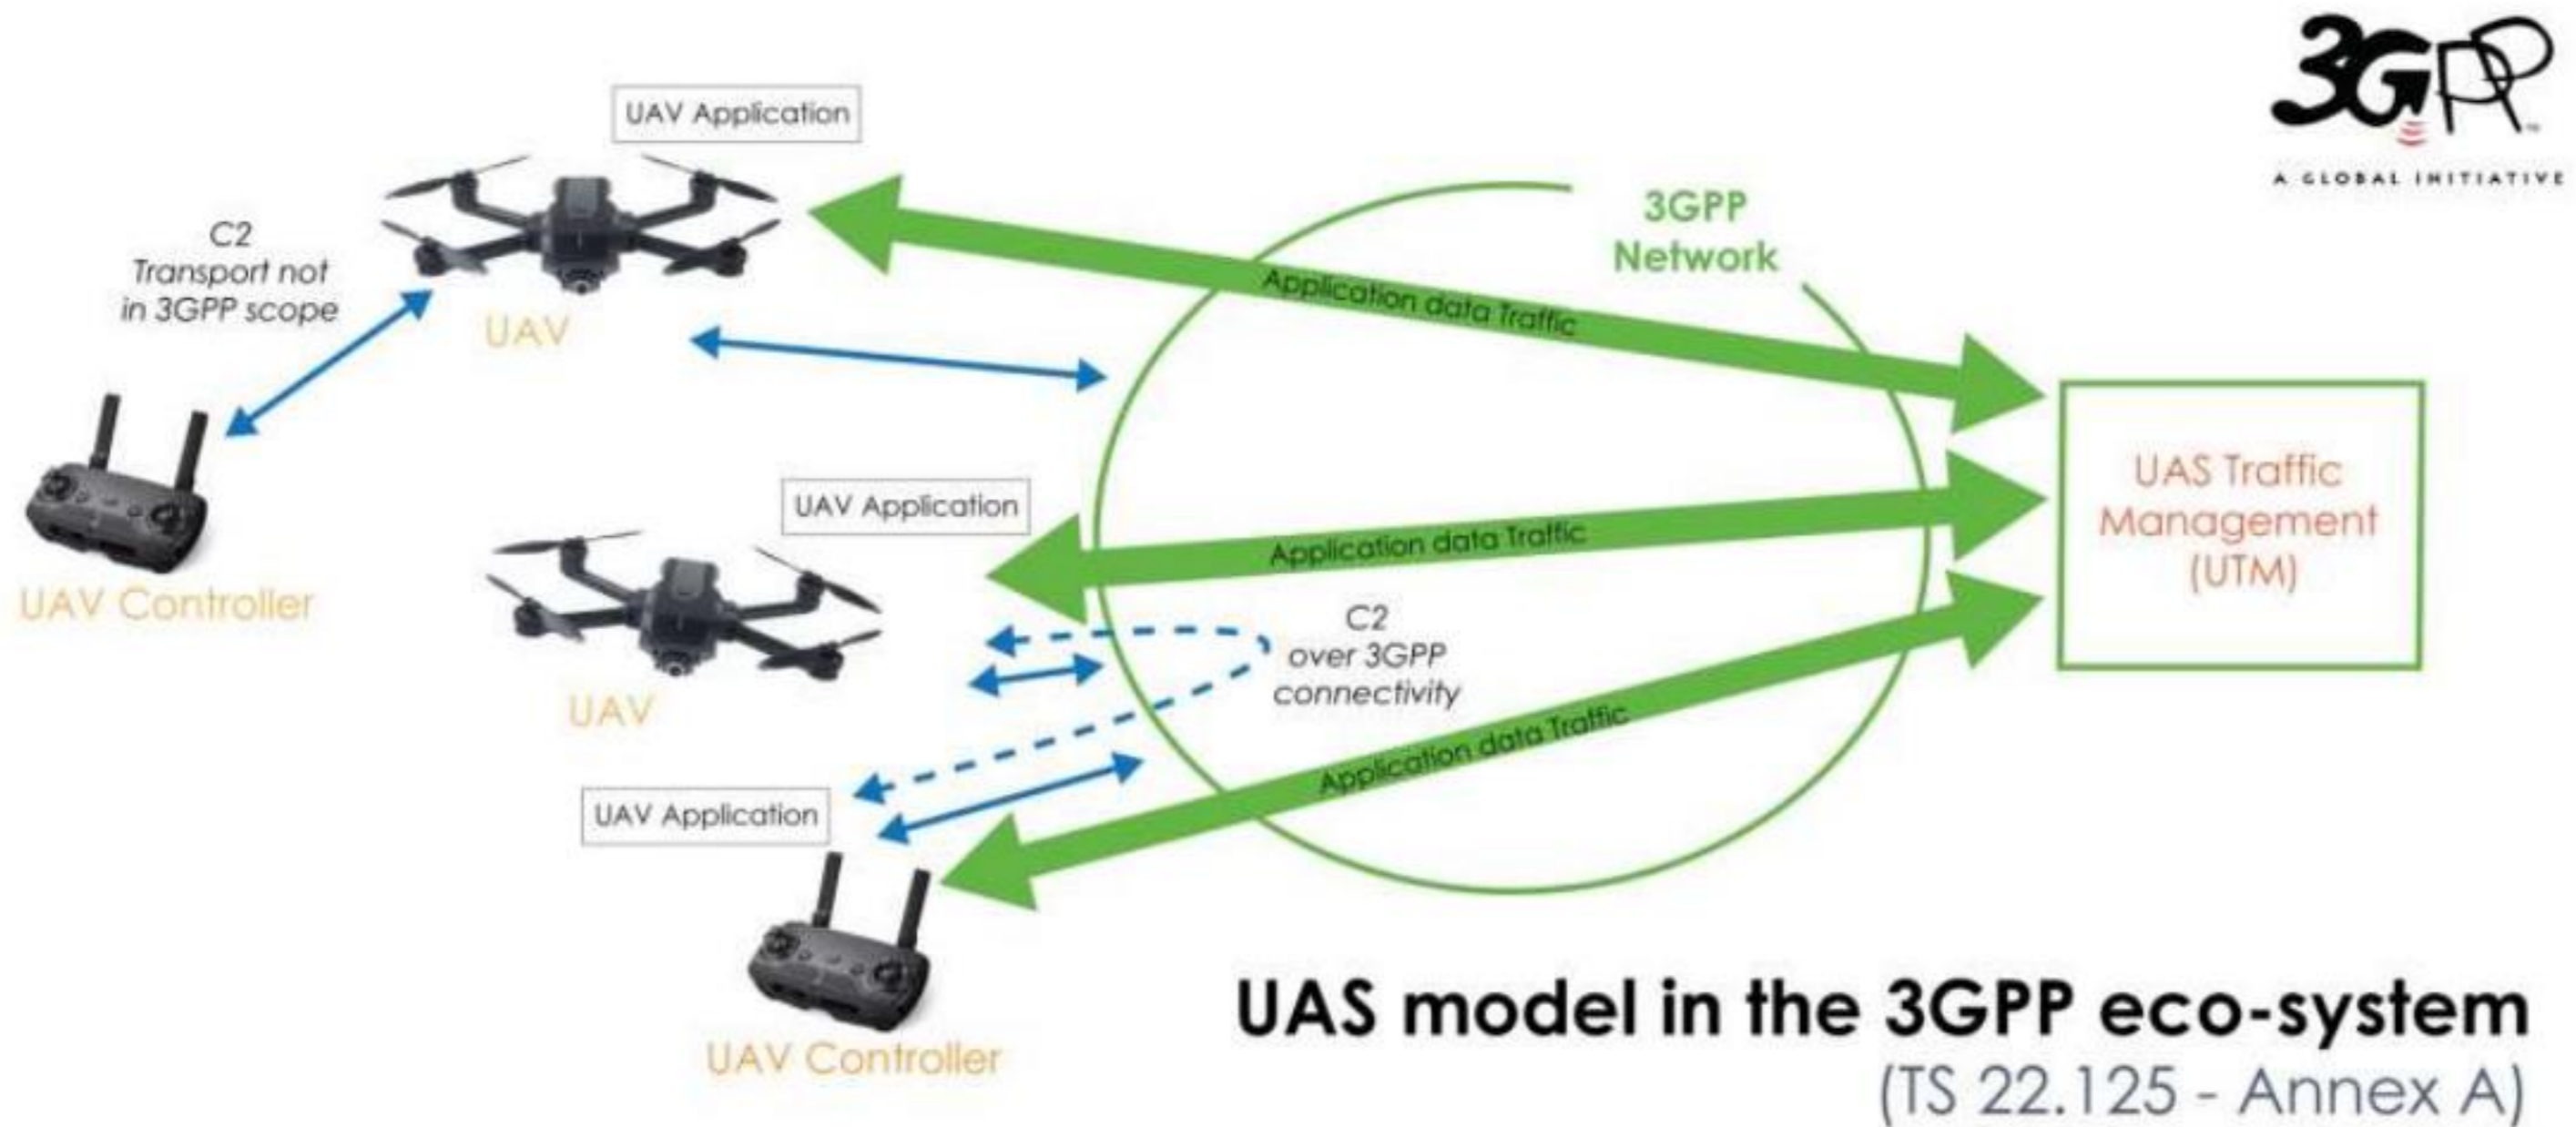 3GPP
A GLOBAL INITIATIVE
UAV Application
C2
Transport not
in 3GPP scope
UAV
UAV Controller
3GPP
Network
Application data Traffic
UAV Application
Application data Traffic
UAS Traffic
Management
(UTM)
UAV
C2
over 3GPP
connectivity
Application data Traffic
UAV Application
UAV Controller
UAS model in the 3GPP eco-system
(TS 22.125 - Annex A)